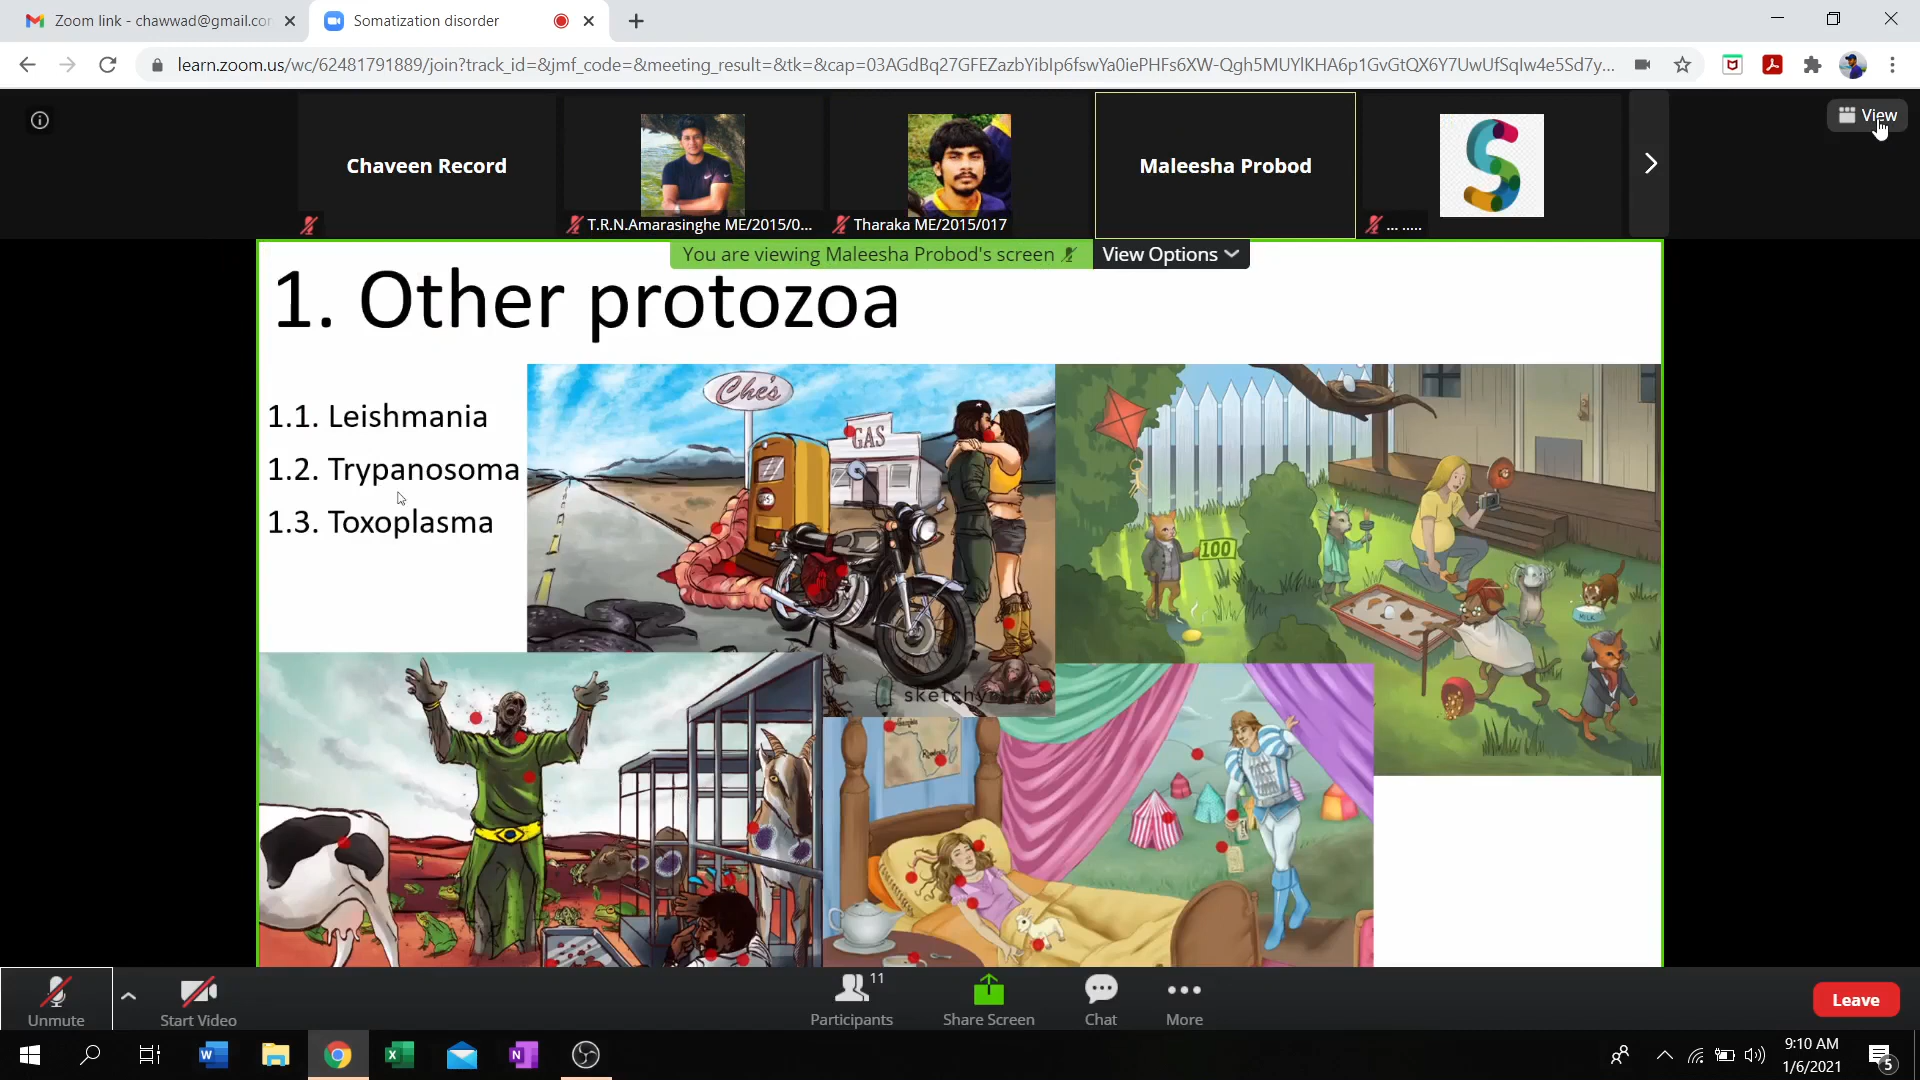 Zoom link - chawwad@gmail.con
Somatization disorder
learn.zoom.us/wc/62481791889/join?track_id=&jmf_code=&meeting_result=&tk=&cap=03AGdBq27GFEZazbYibIp6fswYa0iePHFs6XW-Qgh5MUYlKHA6p1GvGtQX6Y7UwUfSqlw4e5Sd7y...
View
Chaveen Record
Maleesha Probod
T.R.N.Amarasinghe ME/2015/0...
Tharaka ME/2015/017
... .....
You are viewing Maleesha Probod's screen
View Options
1. Other protozoa
1.1. Leishmania
1.2. Trypanosoma
1.3. Toxoplasma
Che's
GAS
100
MILK
sketchy
Unmute
Start Video
11
Participants
Share Screen
Chat
More
Leave
9:10 AM
1/6/2021
5